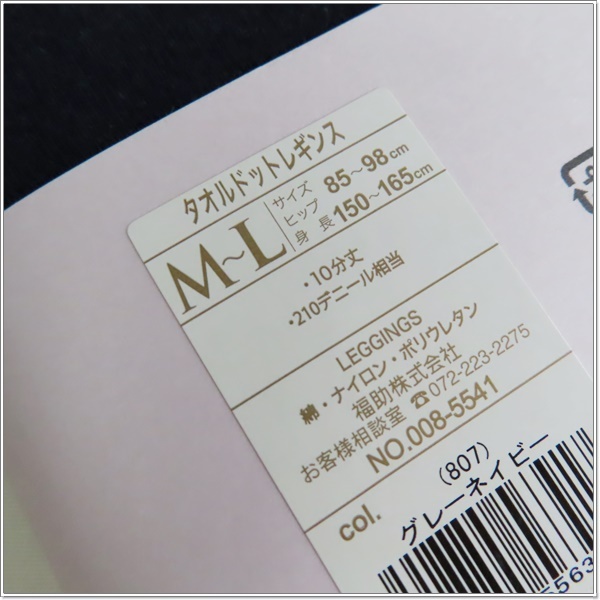 タオルドットレギンス
M～L
サイズ
ヒップ 85～98cm
身長 150～165cm
・10分丈
・210デニール相当
LEGGINGS
綿・ナイロン・ポリウレタン
福助株式会社
お客様相談室 ☎072-223-2275
NO.008-5541
col.
(807)
グレーネイビー
5563